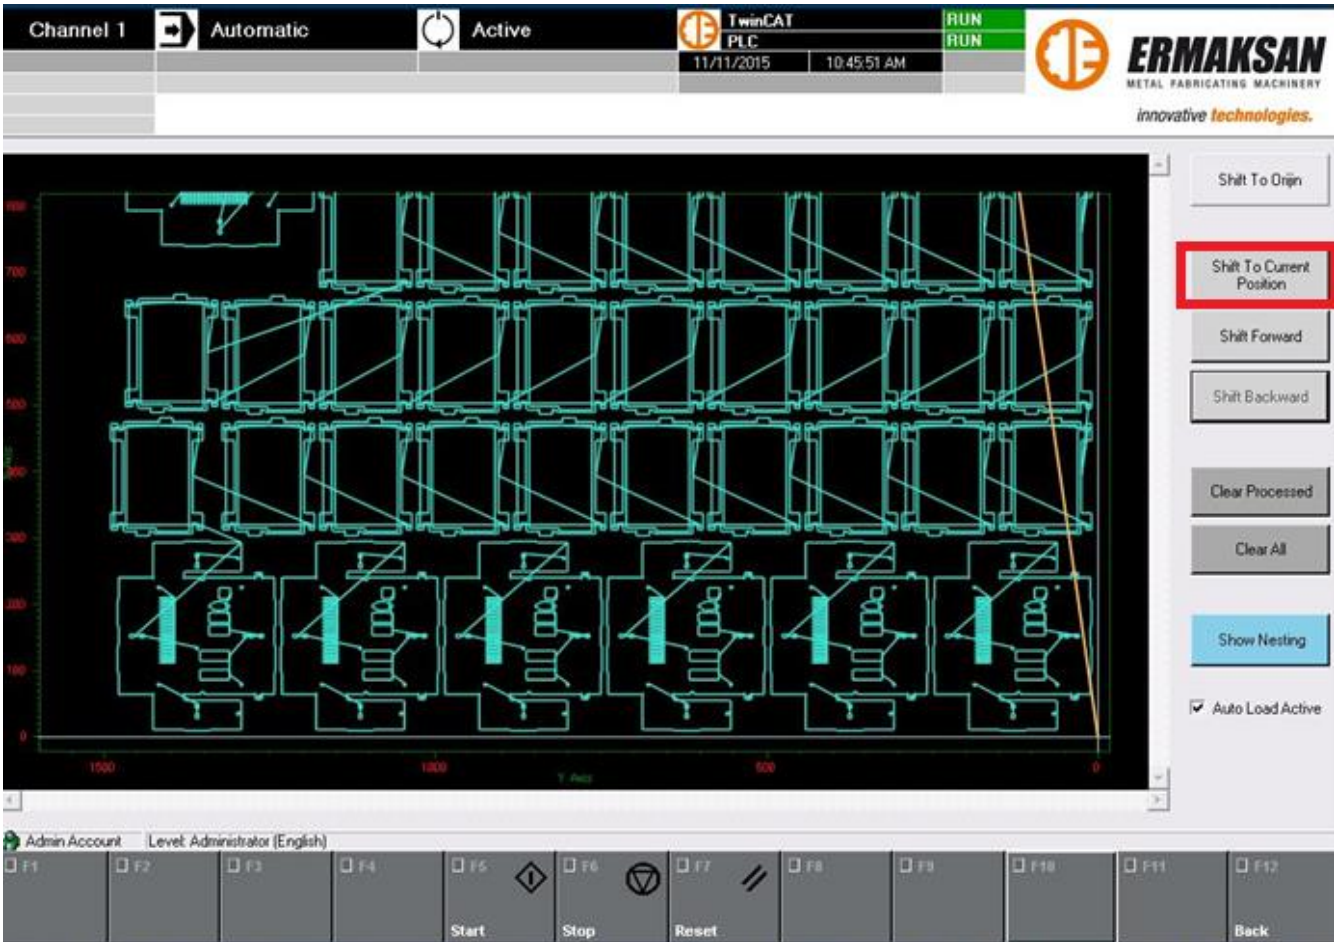 Channel 1
Automatic
Active
TwinCAT
RUN
PLC
RUN
11/11/2015
10:45:51 AM
ERMAKSAN
METAL FABRICATING MACHINERY
innovative technologies.
Shift To Orijin
Shift To Current
Position
Shift Forward
Shift Backward
Clear Processed
Clear All
Show Nesting
Auto Load Active
700
600
500
300
200
100
0
1500
1000
500
0
Y Axis
Admin Account
Level: Administrator (English)
F1
F2
F3
F4
F5
F6
F7
F8
F9
F10
F11
F12
Start
Stop
Reset
Back